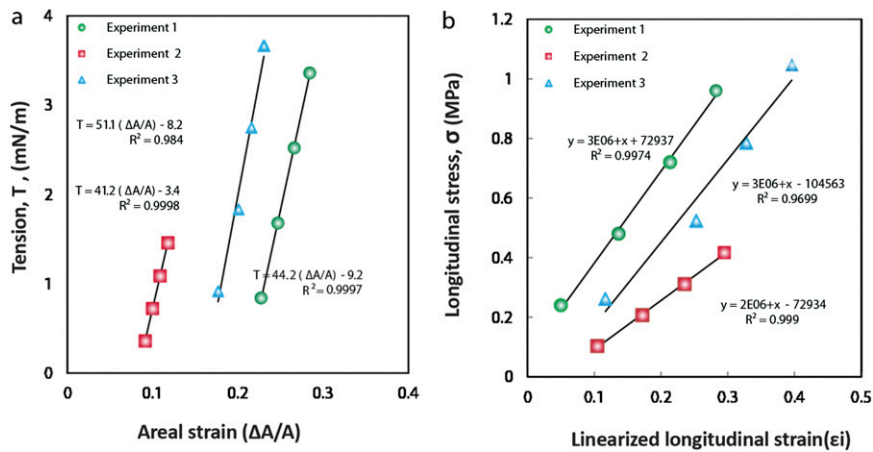 a
Experiment 1
Experiment 2
Experiment 3
T = 51.1 ( ΔA/A) - 8.2
R² = 0.984
T = 41.2 ( ΔA/A) - 3.4
R² = 0.9998
T = 44.2 ( ΔA/A) - 9.2
R² = 0.9997
Tension, T , (mN/m)
4
3
2
1
0
0
0.1
0.2
0.3
0.4
Areal strain (ΔA/A)
b
Experiment 1
Experiment 2
Experiment 3
y = 3E06+x + 72937
R² = 0.9974
y = 3E06+x - 104563
R² = 0.9699
y = 2E06+x - 72934
R² = 0.999
Longitudinal stress, σ (MPa)
1.2
1
0.8
0.6
0.4
0.2
0
0
0.1
0.2
0.3
0.4
0.5
Linearized longitudinal strain(εi)